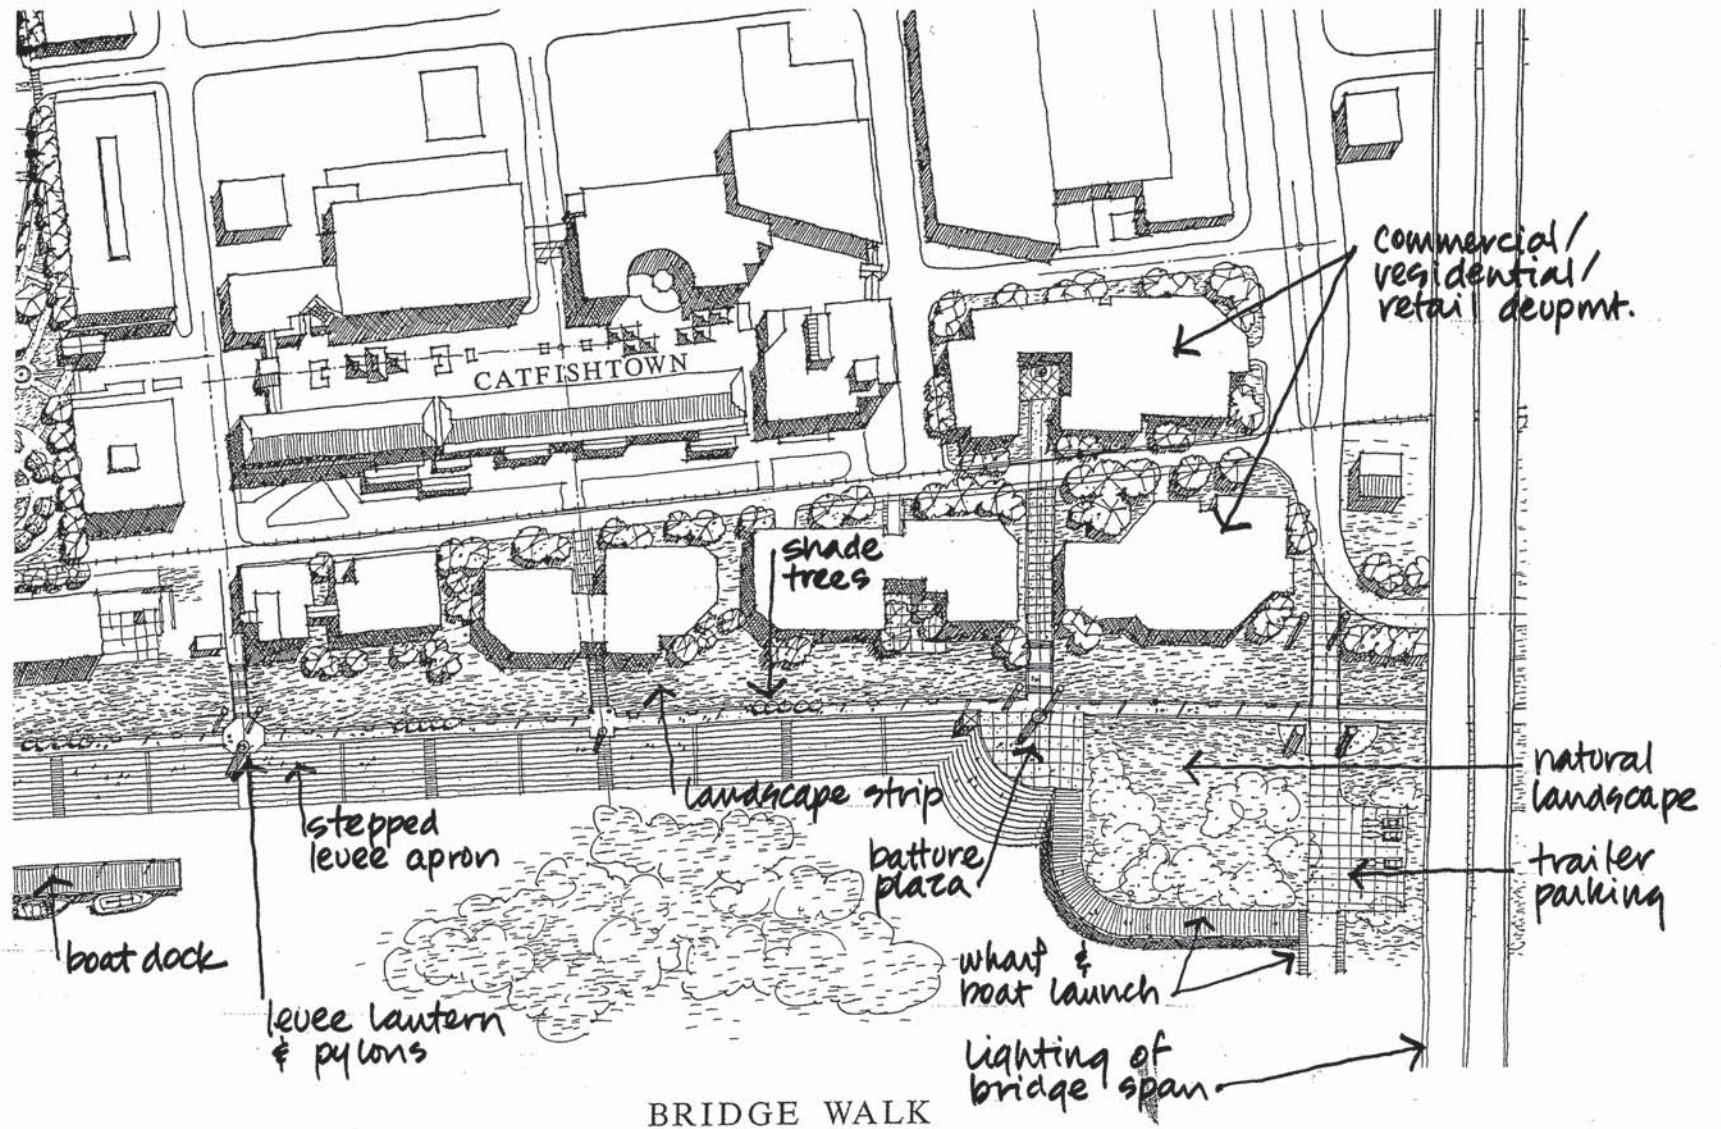 commercial/
residential/
retail devpmt.
CATFISHTOWN
shade
trees
landscape strip
natural
landscape
stepped
levee apron
batture
plaza
trailer
parking
boat dock
wharf &
boat launch
levee lantern
& pylons
lighting of
bridge span
BRIDGE WALK